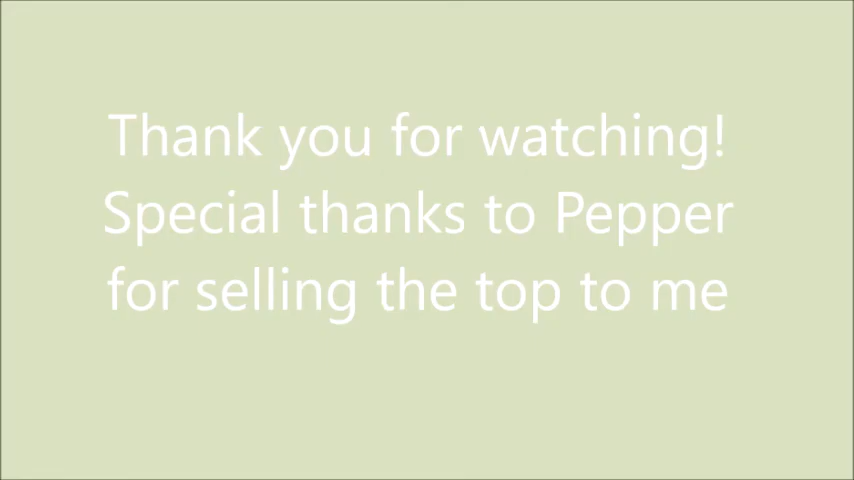 Thank you for watching!
Special thanks to Pepper
for selling the top to me